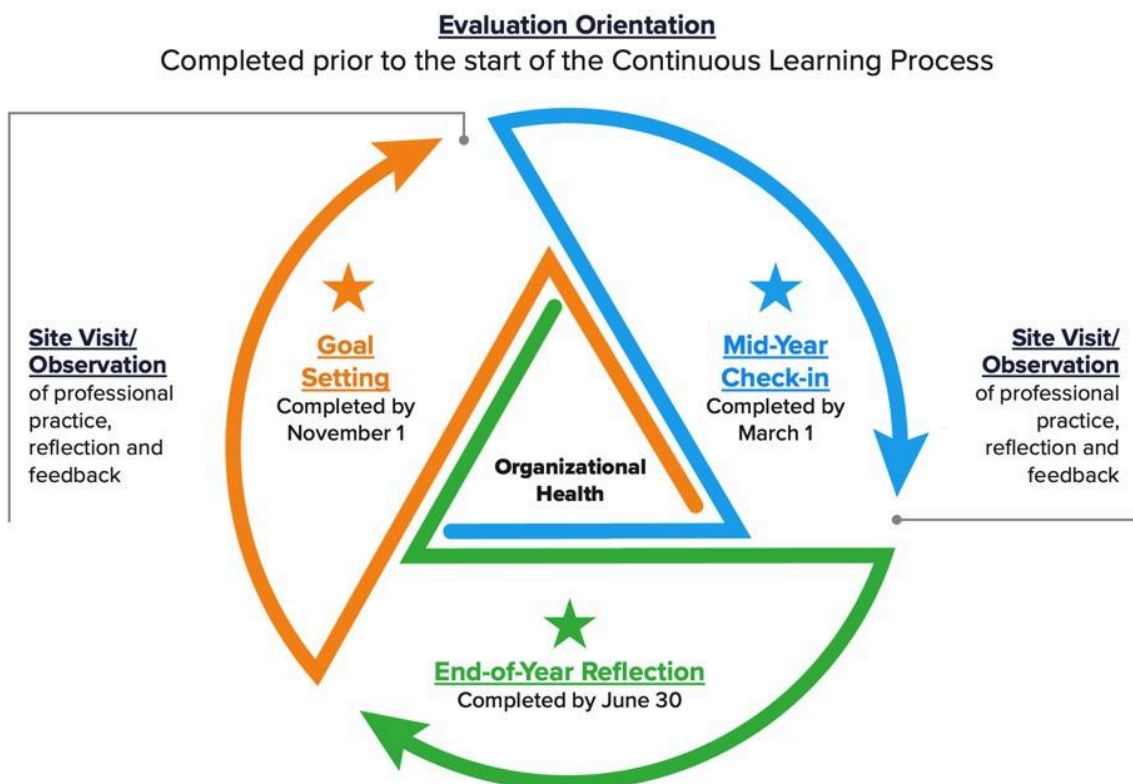 Evaluation Orientation
Completed prior to the start of the Continuous Learning Process
Site Visit/
Observation
of professional
practice,
reflection and
feedback
Goal
Setting
Completed by
November 1
Organizational
Health
Mid-Year
Check-in
Completed by
March 1
Site Visit/
Observation
of professional
practice,
reflection and
feedback
End-of-Year Reflection
Completed by June 30